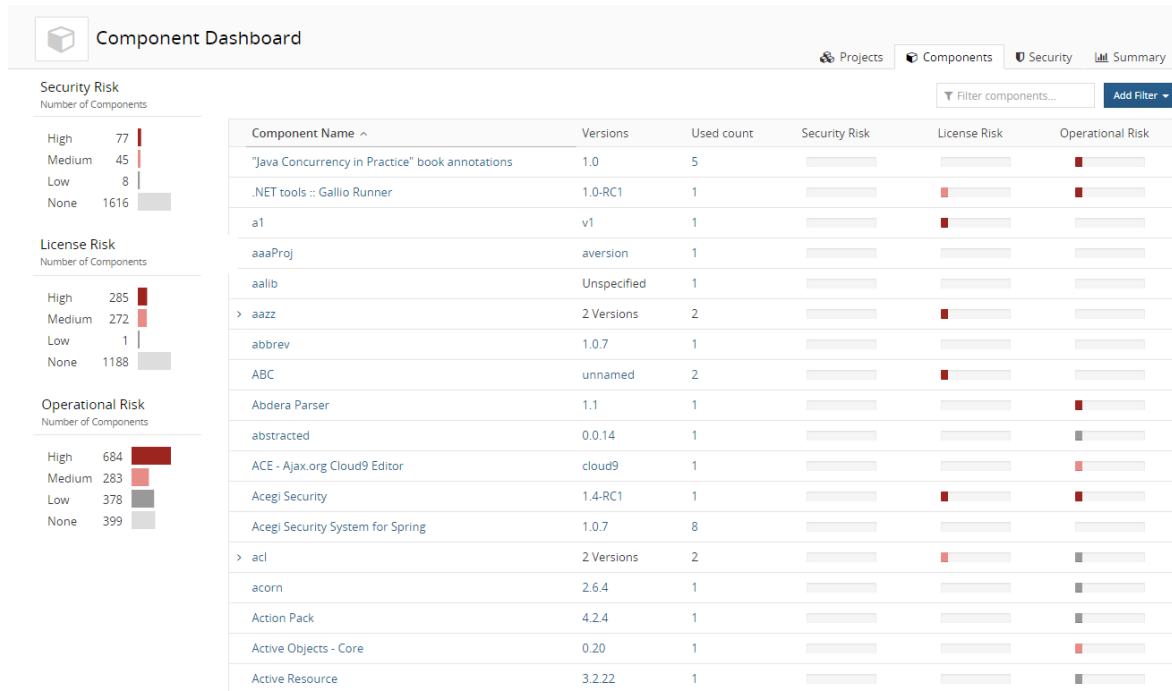 Component Dashboard
Projects Components Security Summary
Security Risk
Number of Components
High 77
Medium 45
Low 8
None 1616
License Risk
Number of Components
High 285
Medium 272
Low 1
None 1188
Operational Risk
Number of Components
High 684
Medium 283
Low 378
None 399
Filter components... Add Filter
Component Name Versions Used count Security Risk License Risk Operational Risk
"Java Concurrency in Practice" book annotations 1.0 5
.NET tools :: Gallio Runner 1.0-RC1 1
a1 v1 1
aaaProj aversion 1
aalib Unspecified 1
aazz 2 Versions 2
abbrev 1.0.7 1
ABC unnamed 2
Abdera Parser 1.1 1
abstracted 0.0.14 1
ACE - Ajax.org Cloud9 Editor cloud9 1
Acegi Security 1.4-RC1 1
Acegi Security System for Spring 1.0.7 8
acl 2 Versions 2
acorn 2.6.4 1
Action Pack 4.2.4 1
Active Objects - Core 0.20 1
Active Resource 3.2.22 1